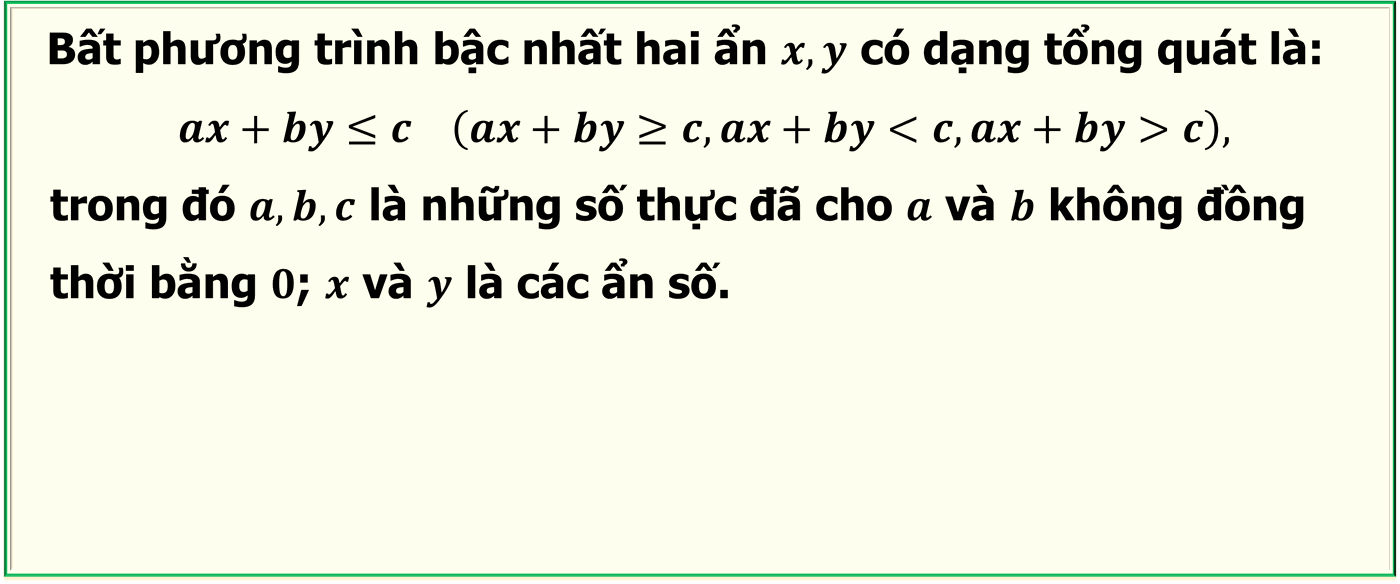 Bất phương trình bậc nhất hai ẩn x, y có dạng tổng quát là:
ax + by ≤ c (ax + by ≥ c, ax + by < c, ax + by > c),
trong đó a, b, c là những số thực đã cho a và b không đồng
thời bằng 0; x và y là các ẩn số.